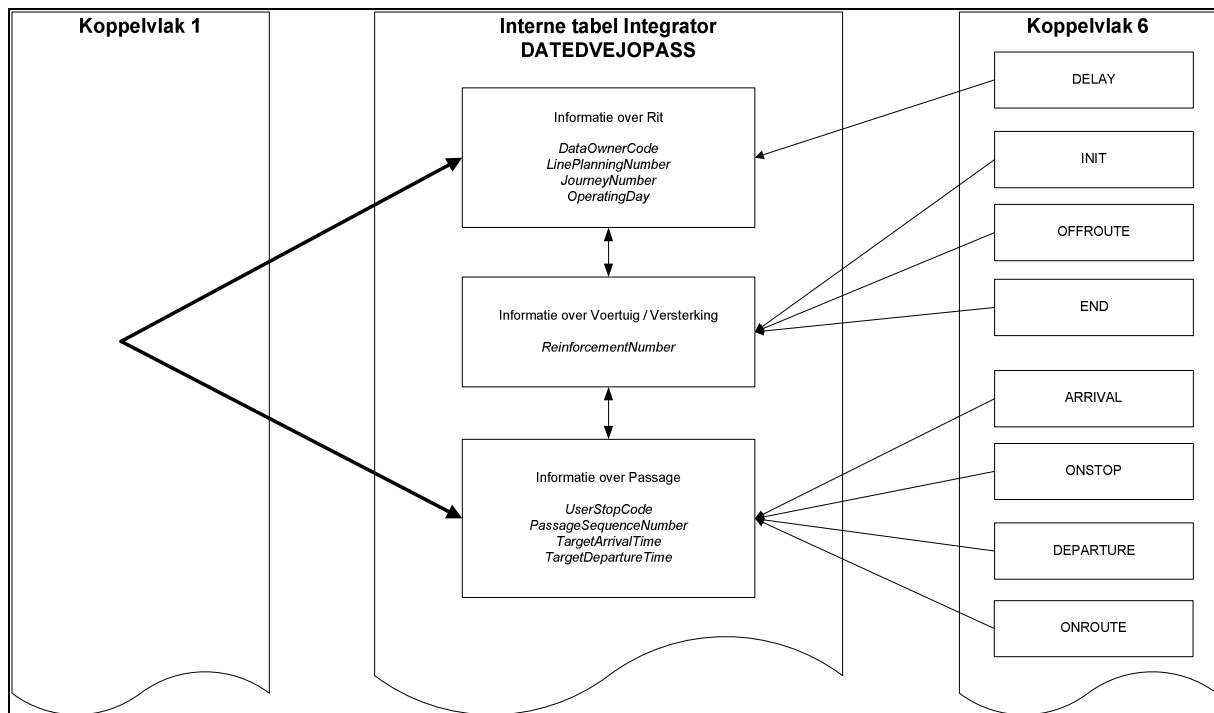 Koppelvlak 1
Interne tabel Integrator
DATEDVEJOPASS
Koppelvlak 6
Informatie over Rit
DataOwnerCode
LinePlanningNumber
JourneyNumber
OperatingDay
Informatie over Voertuig / Versterking
ReinforcementNumber
Informatie over Passage
UserStopCode
PassageSequenceNumber
TargetArrivalTime
TargetDepartureTime
DELAY
INIT
OFFROUTE
END
ARRIVAL
ONSTOP
DEPARTURE
ONROUTE